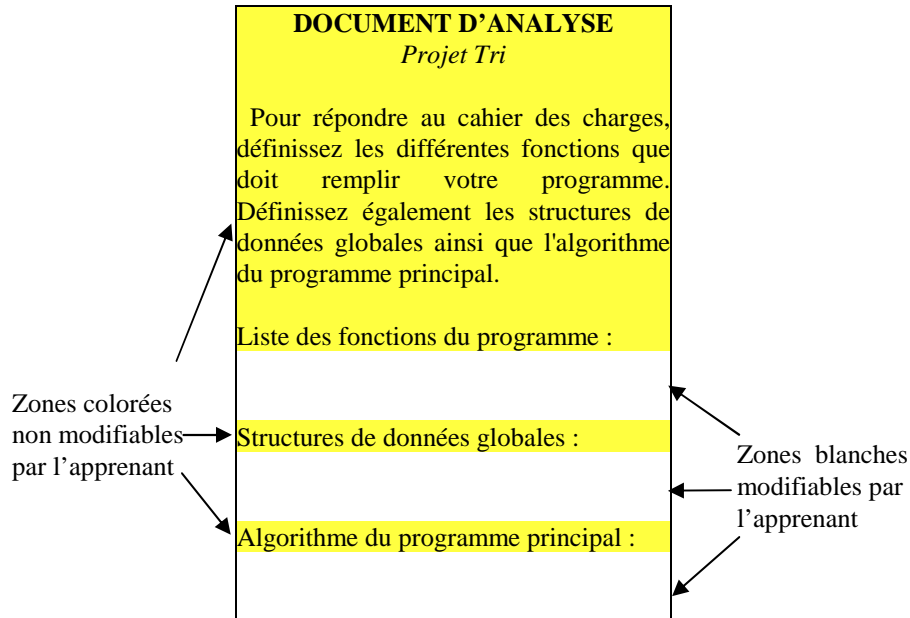 DOCUMENT D’ANALYSE
Projet Tri
Pour répondre au cahier des charges,
définissez les différentes fonctions que
doit remplir votre programme.
Définissez également les structures de
données globales ainsi que l'algorithme
du programme principal.
Liste des fonctions du programme :
Structures de données globales :
Algorithme du programme principal :
Zones colorées
non modifiables
par l’apprenant
Zones blanches
modifiables par
l’apprenant